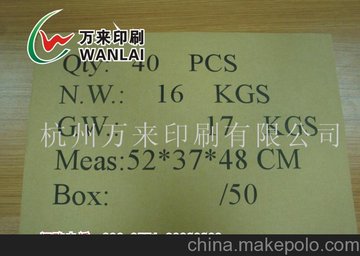 万来印刷
WANLAI
Qty: 40 PCS
N.W.: 16 KGS
G.W.: 17 KGS
杭州万来印刷有限公司
Meas:52*37*48 CM
Box: /50
china.makepolo.com